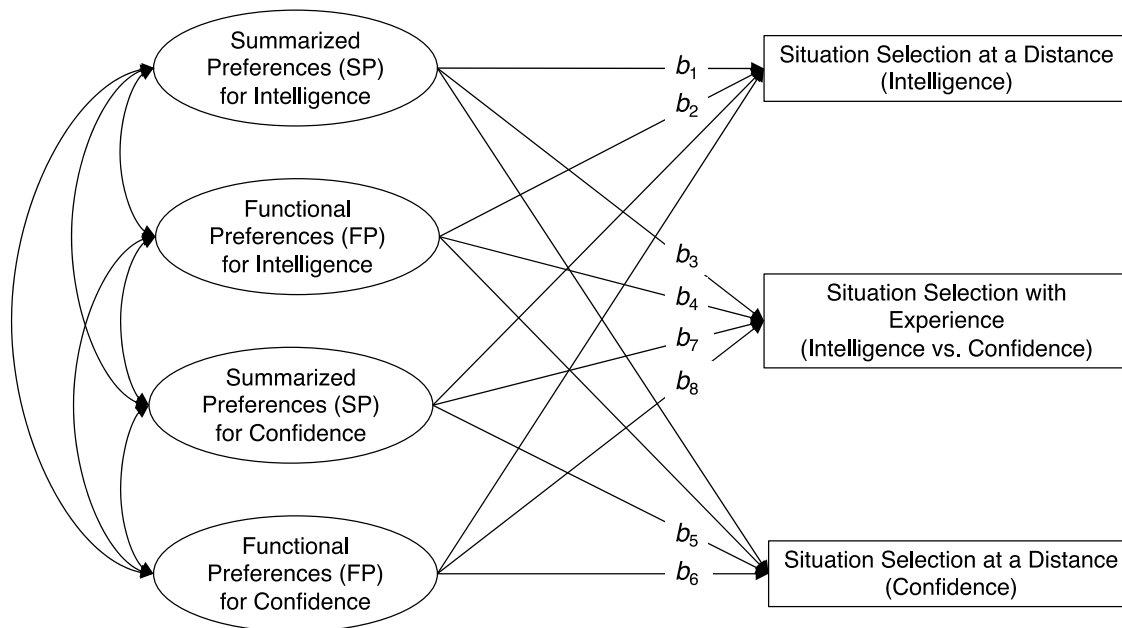 Summarized
Preferences (SP)
for Intelligence
Functional
Preferences (FP)
for Intelligence
Summarized
Preferences (SP)
for Confidence
Functional
Preferences (FP)
for Confidence
b1
b2
b3
b4
b7
b8
b5
b6
Situation Selection at a Distance
(Intelligence)
Situation Selection with
Experience
(Intelligence vs. Confidence)
Situation Selection at a Distance
(Confidence)